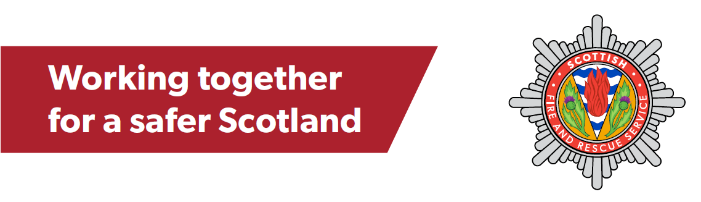 Working together
for a safer Scotland
SCOTTISH
FIRE AND RESCUE SERVICE